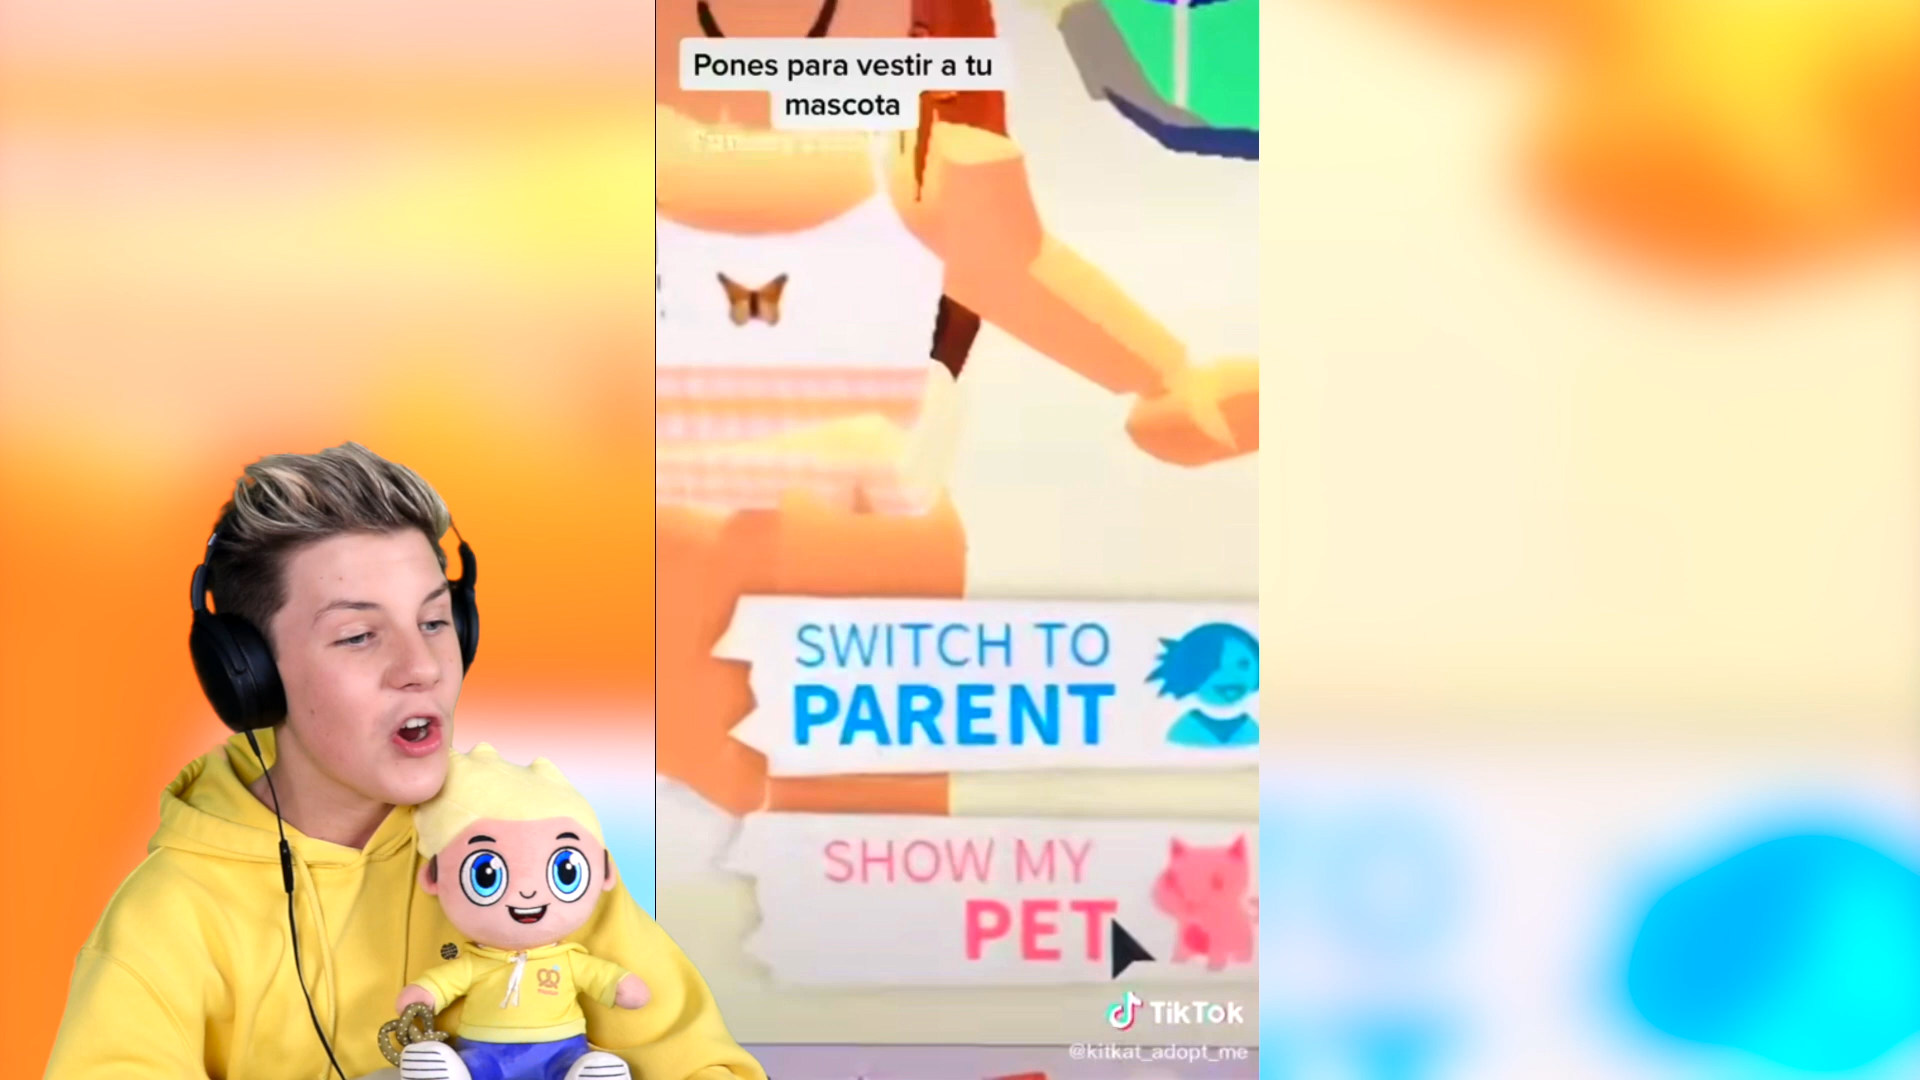 Pones para vestir a tu
mascota
SWITCH TO
PARENT
SHOW MY
PET
TikTok
@kitkat_adopt_me